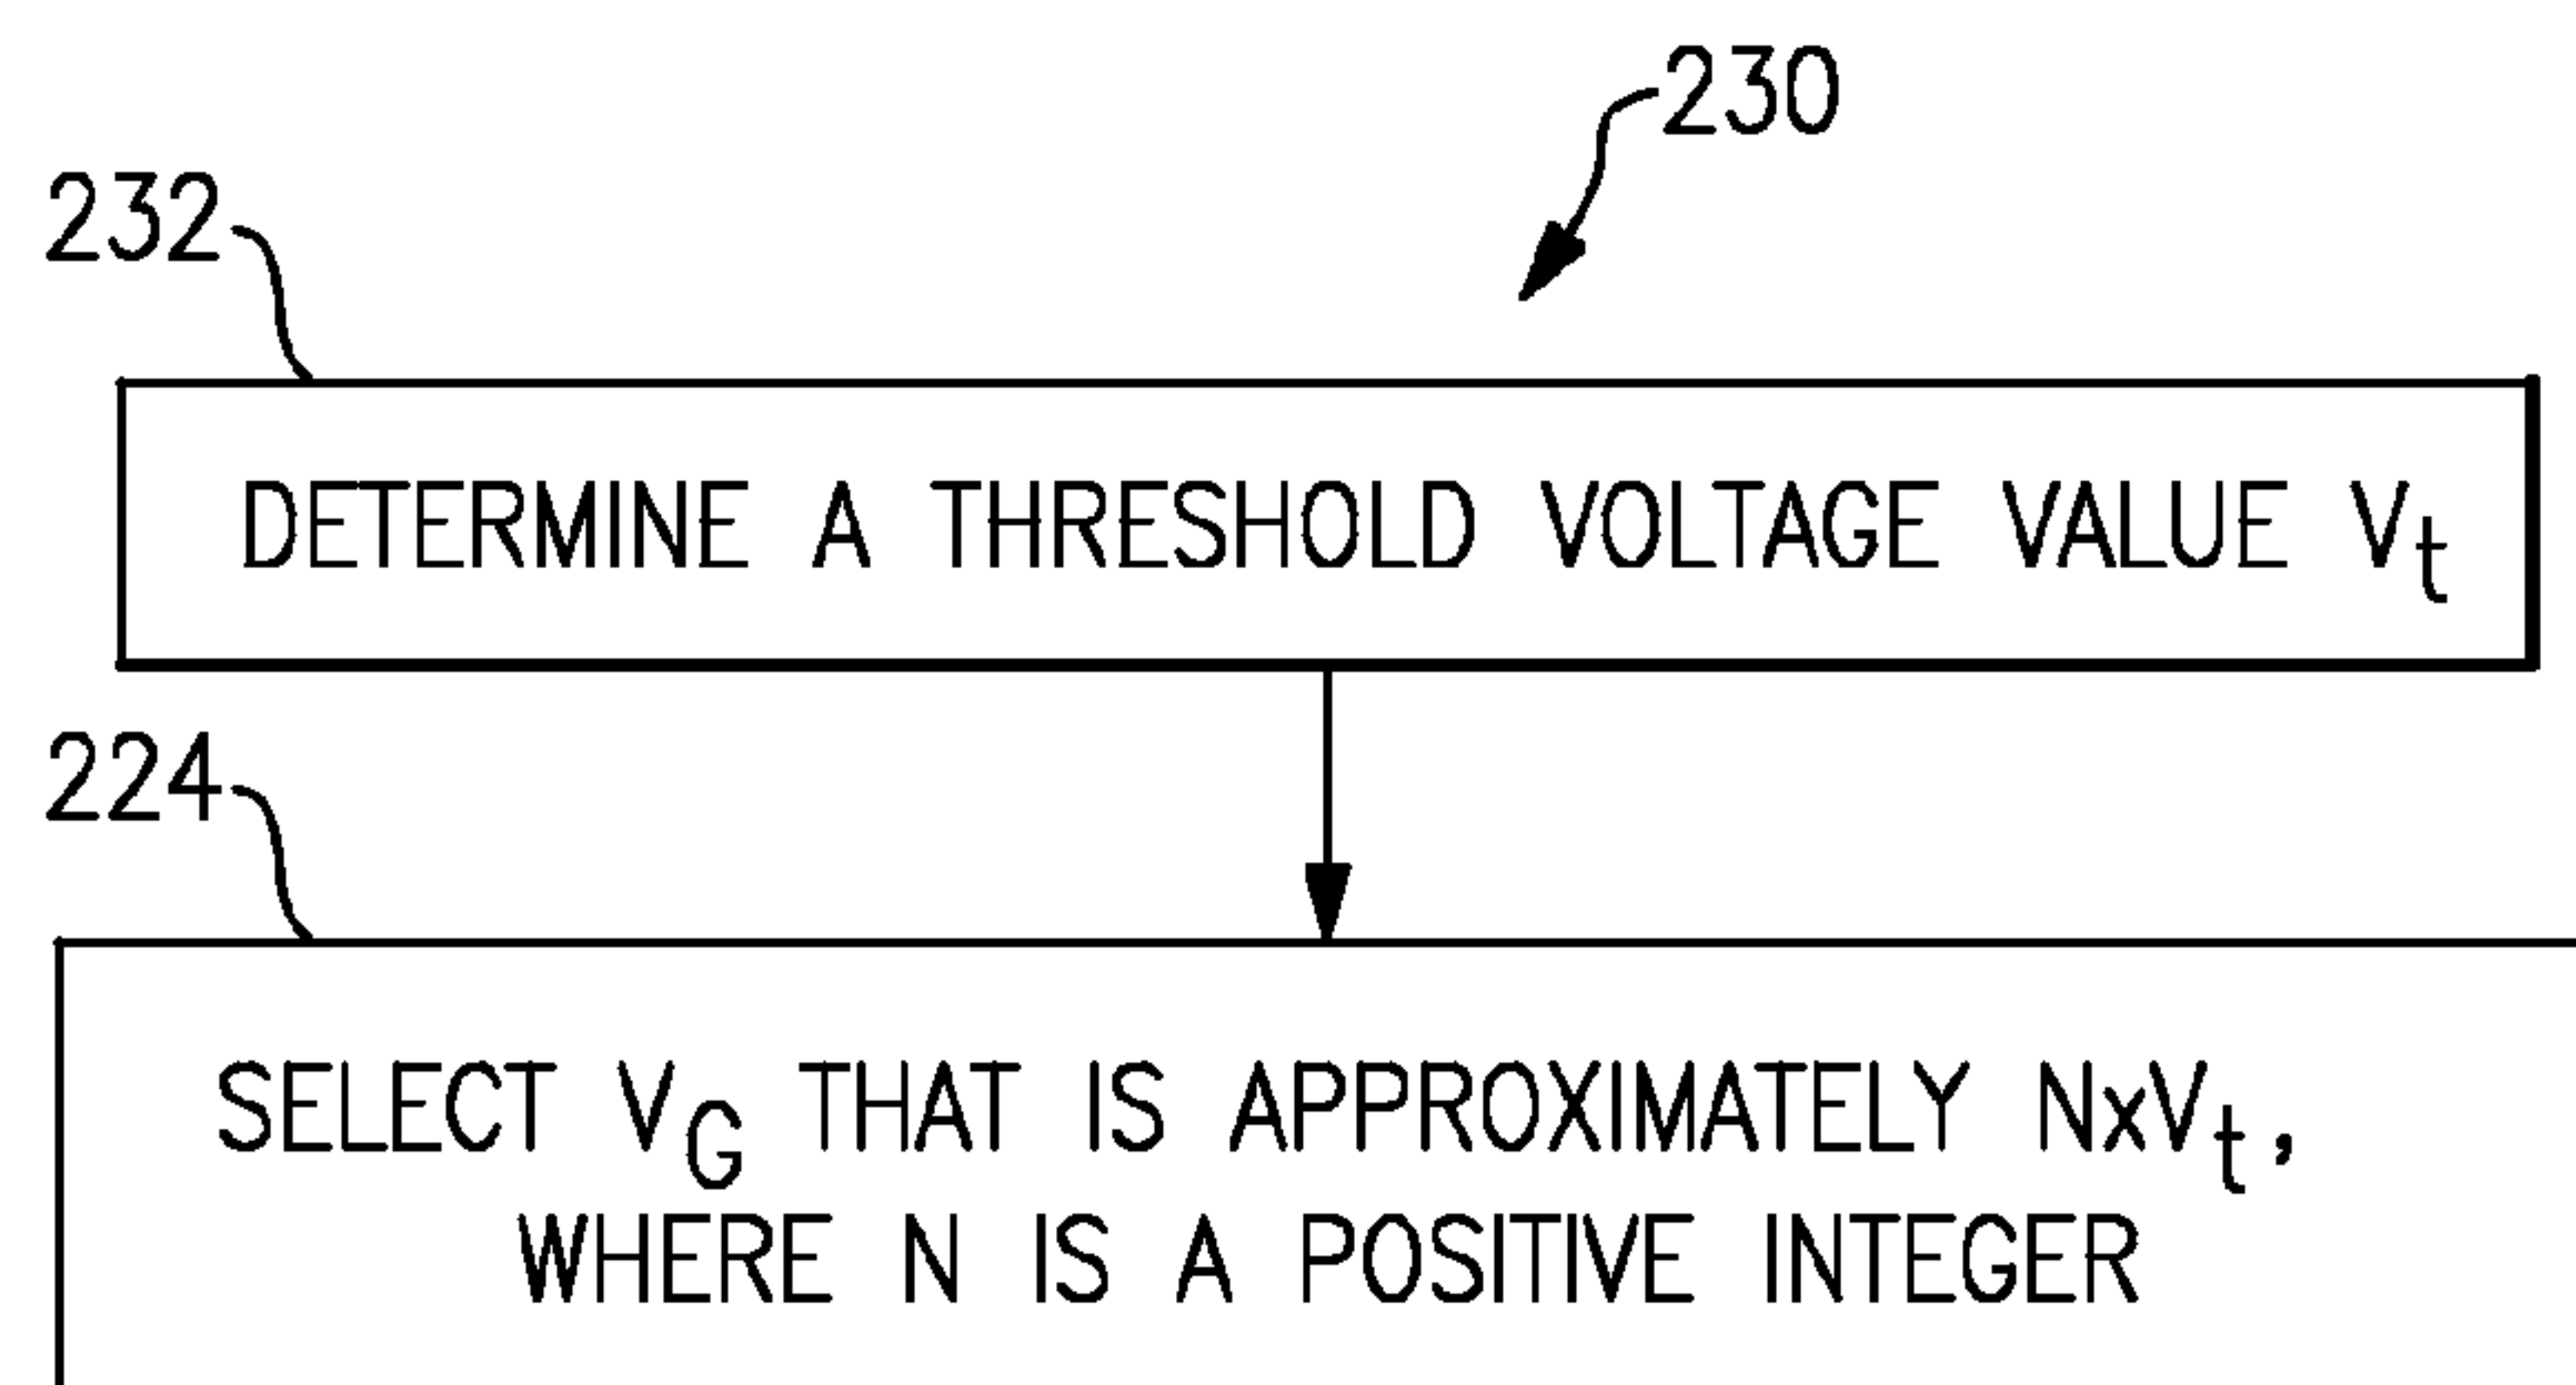 230
232
DETERMINE A THRESHOLD VOLTAGE VALUE Vt
224
SELECT VG THAT IS APPROXIMATELY NxVt,
WHERE N IS A POSITIVE INTEGER